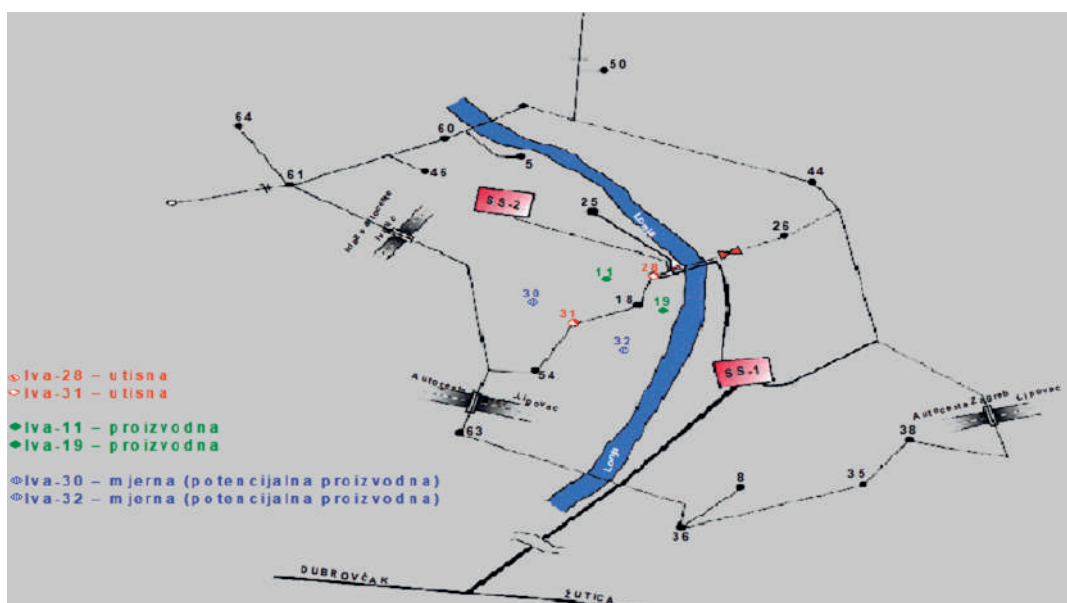 50
64
60
5
61
46
44
SS-2
25
26
Lonja
11
28
30
18
19
31
32
SS-1
54
Autocesta
Lipovac
Autocesta Zagreb
Lipovac
63
38
8
35
36
Iva-28 – utisna
Iva-31 – utisna
Iva-11 – proizvodna
Iva-19 – proizvodna
Iva-30 – mjerna (potencijalna proizvodna)
Iva-32 – mjerna (potencijalna proizvodna)
DUBROVČAK
ŽUTICA